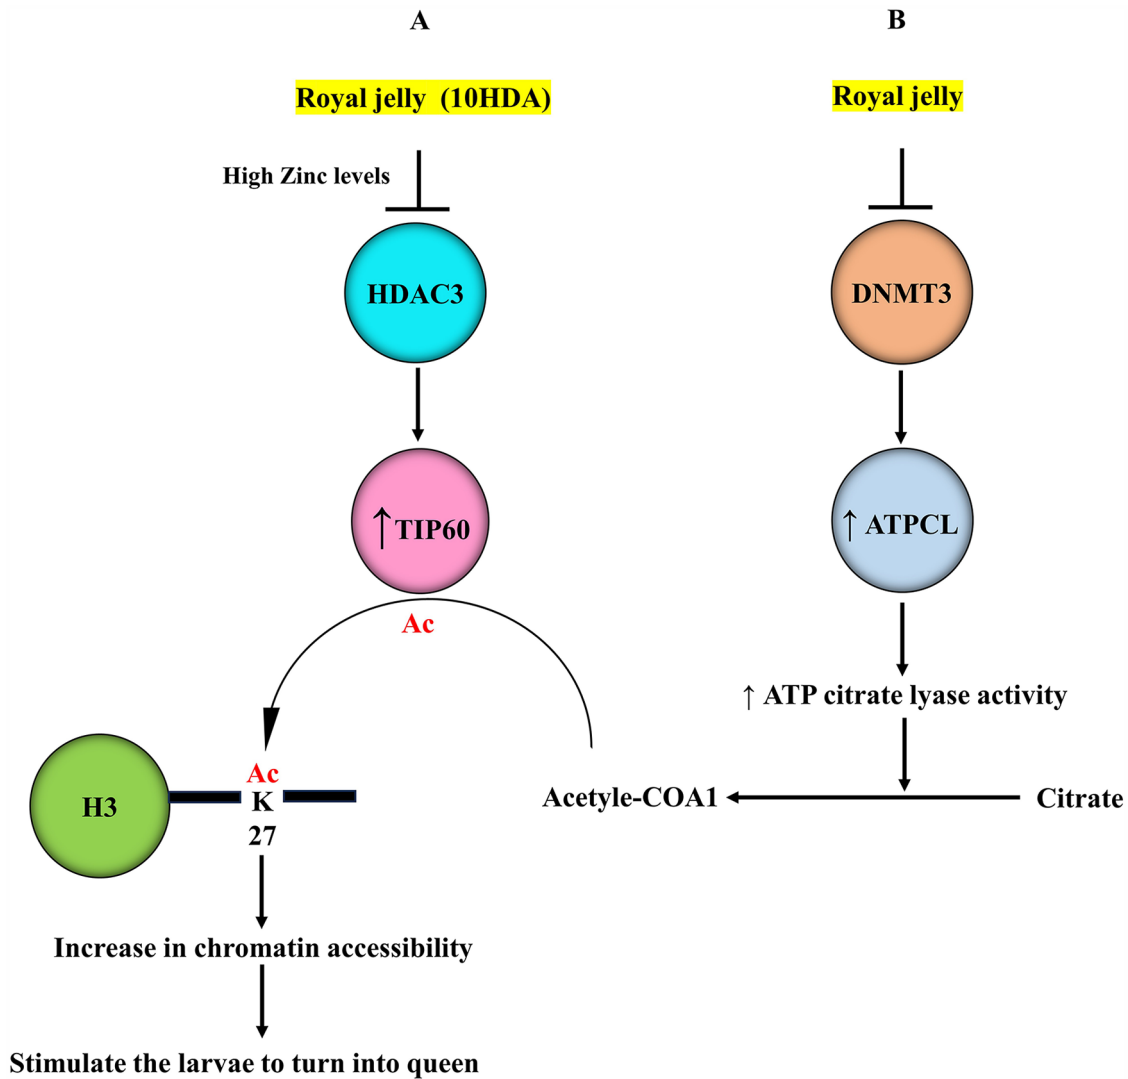 A
Royal jelly (10HDA)
High Zinc levels
HDAC3
↑TIP60
Ac
H3
Ac
K
27
Increase in chromatin accessibility
Stimulate the larvae to turn into queen
B
Royal jelly
DNMT3
↑ ATPCL
↑ ATP citrate lyase activity
Acetyle-COA1
Citrate